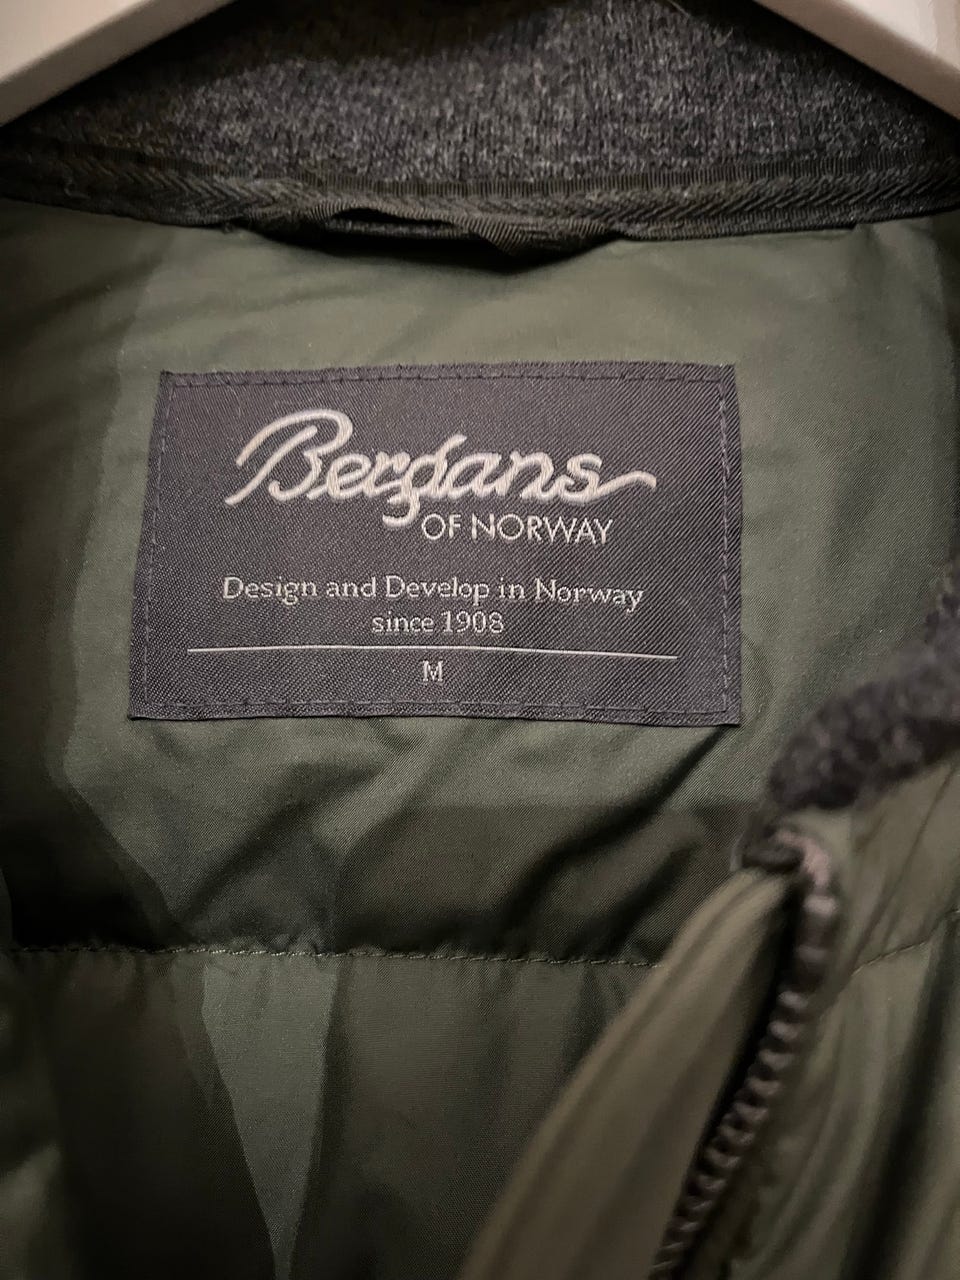 Bergans
OF NORWAY
Design and Develop in Norway
since 1908
M